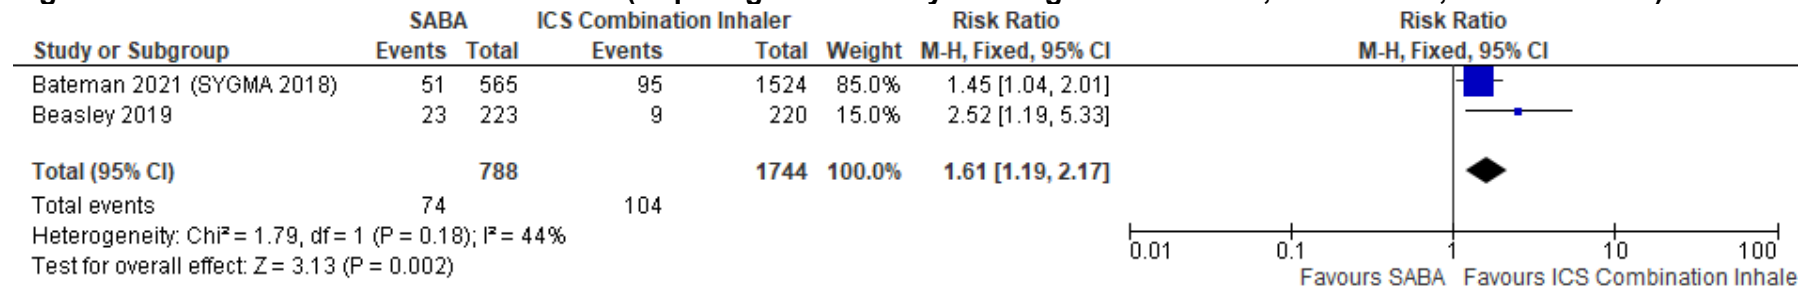 SABA ICS Combination Inhaler Risk Ratio Risk Ratio
Study or Subgroup Events Total Events Total Weight M-H, Fixed, 95% CI M-H, Fixed, 95% CI
Bateman 2021 (SYGMA 2018) 51 565 95 1524 85.0% 1.45 [1.04, 2.01]
Beasley 2019 23 223 9 220 15.0% 2.52 [1.19, 5.33]
Total (95% CI) 788 1744 100.0% 1.61 [1.19, 2.17]
Total events 74 104
Heterogeneity: Chi² = 1.79, df = 1 (P = 0.18); I² = 44%
Test for overall effect: Z = 3.13 (P = 0.002)
0.01 0.1 1 10 100
Favours SABA Favours ICS Combination Inhale